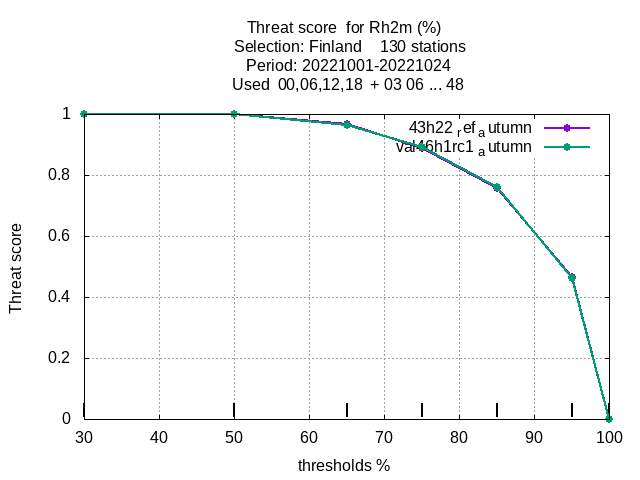 Threat score  for Rh2m (%)
Selection: Finland    130 stations
Period: 20221001-20221024
Used  00,06,12,18  + 03 06 ... 48
43h22 ref a utumn
val46h1rc1 a utumn
1
0.8
0.6
0.4
0.2
0
Threat score
30 40 50 60 70 80 90 100
thresholds %